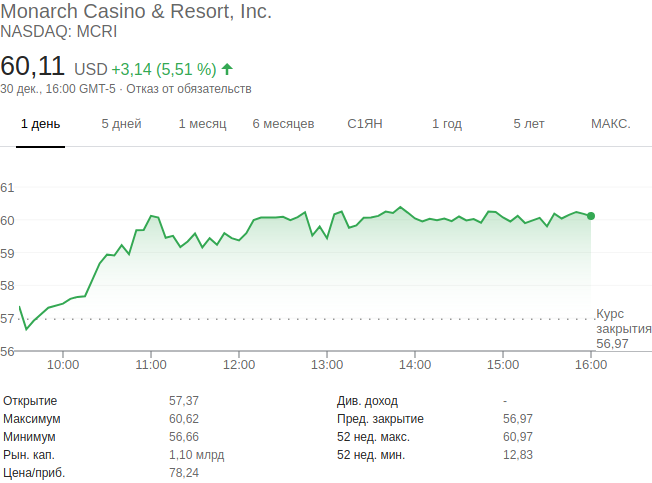 Monarch Casino & Resort, Inc.
NASDAQ: MCRI
60,11 USD +3,14 (5,51 %)
30 дек., 16:00 GMT-5 · Отказ от обязательств
1 день 5 дней 1 месяц 6 месяцев С1ЯН 1 год 5 лет МАКС.
61
60
59
58
57
Курс
закрытия
56,97
56
10:00 11:00 12:00 13:00 14:00 15:00 16:00
Открытие 57,37 Див. доход -
Максимум 60,62 Пред. закрытие 56,97
Минимум 56,66 52 нед. макс. 60,97
Рын. кап. 1,10 млрд 52 нед. мин. 12,83
Цена/приб. 78,24